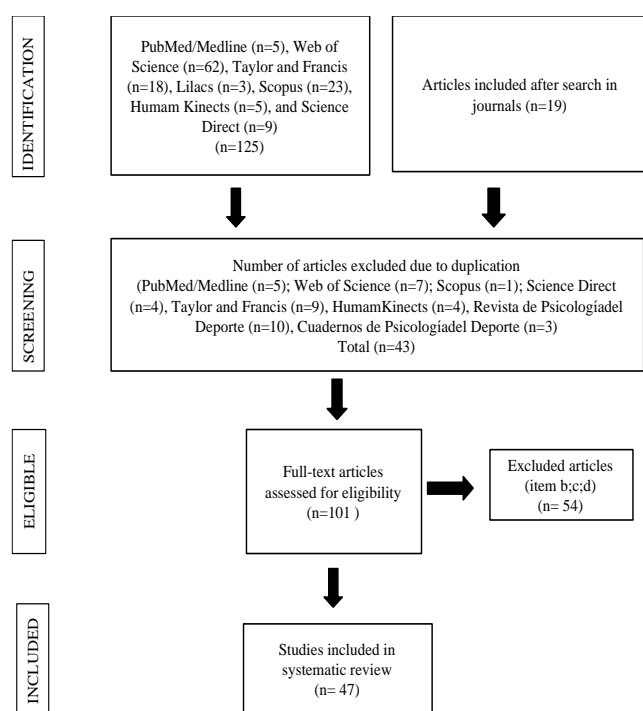 IDENTIFICATION
PubMed/Medline (n=5), Web of
Science (n=62), Taylor and Francis
(n=18), Lilacs (n=3), Scopus (n=23),
Humam Kinects (n=5), and Science
Direct (n=9)
(n=125)
Articles included after search in
journals (n=19)
SCREENING
Number of articles excluded due to duplication
(PubMed/Medline (n=5); Web of Science (n=7); Scopus (n=1); Science Direct
(n=4), Taylor and Francis (n=9), HumamKinects (n=4), Revista de Psicologíadel
Deporte (n=10), Cuadernos de Psicologíadel Deporte (n=3)
Total (n=43)
ELIGIBLE
Full-text articles
assessed for eligibility
(n=101 )
Excluded articles
(item b;c;d)
(n= 54)
INCLUDED
Studies included in
systematic review
(n= 47)